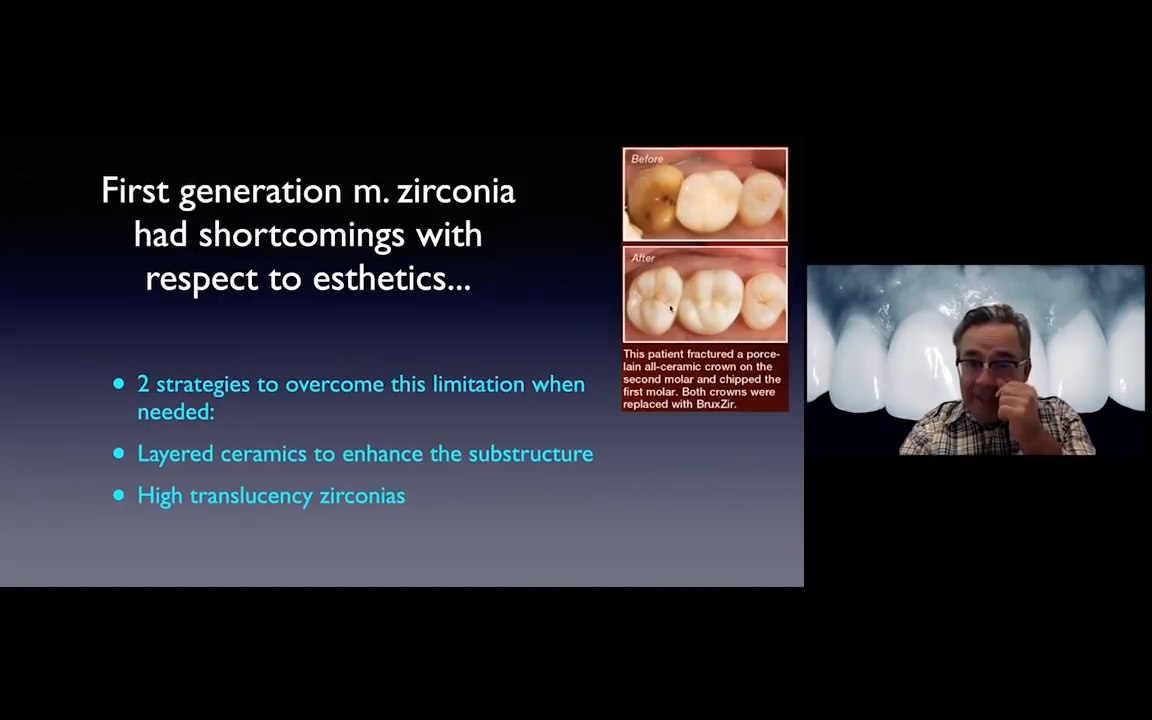 First generation m. zirconia
had shortcomings with
respect to esthetics...
• 2 strategies to overcome this limitation when
needed:
• Layered ceramics to enhance the substructure
• High translucency zirconias
Before
After
This patient fractured a porce-
lain all-ceramic crown on the
second molar and chipped the
first molar. Both crowns were
replaced with BruxZir.